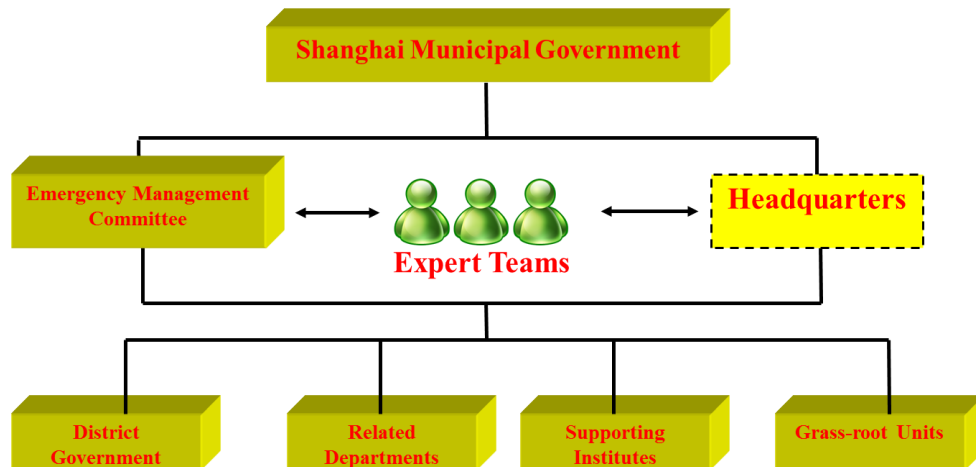 Shanghai Municipal Government
Emergency Management
Committee
Headquarters
Expert Teams
District
Government
Related
Departments
Supporting
Institutes
Grass-root Units